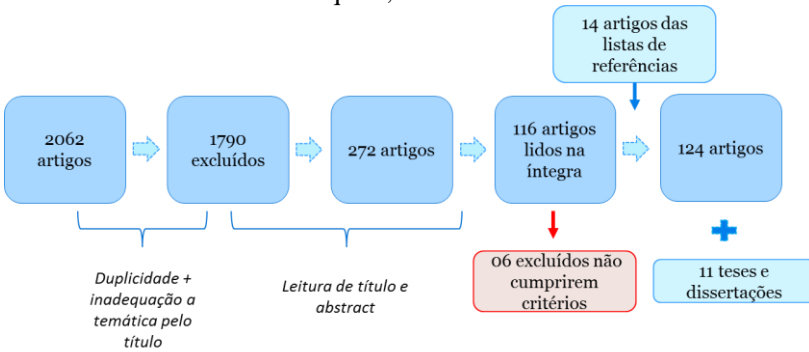 14 artigos das
listas de
referências
2062
artigos
1790
excluídos
272 artigos
116 artigos
lidos na
íntegra
124 artigos
Duplicidade +
inadequação a
temática pelo
título
Leitura de título e
abstract
06 excluídos não
cumprirem
critérios
11 teses e
dissertações